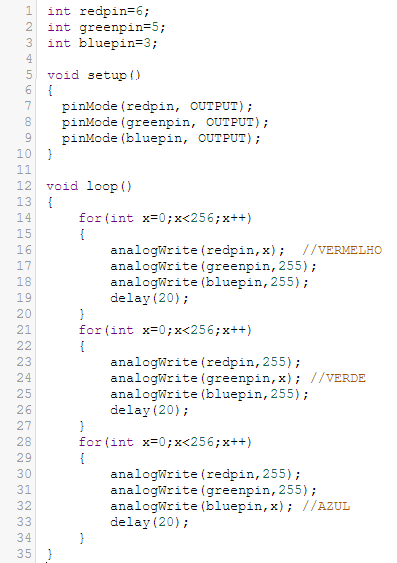 1 int redpin=6;
2 int greenpin=5;
3 int bluepin=3;
4
5 void setup()
6 {
7 pinMode(redpin, OUTPUT);
8 pinMode(greenpin, OUTPUT);
9 pinMode(bluepin, OUTPUT);
10 }
11
12 void loop()
13 {
14 for(int x=0;x<256;x++)
15 {
16 analogWrite(redpin,x); //VERMELHO
17 analogWrite(greenpin,255);
18 analogWrite(bluepin,255);
19 delay(20);
20 }
21 for(int x=0;x<256;x++)
22 {
23 analogWrite(redpin,255);
24 analogWrite(greenpin,x); //VERDE
25 analogWrite(bluepin,255);
26 delay(20);
27 }
28 for(int x=0;x<256;x++)
29 {
30 analogWrite(redpin,255);
31 analogWrite(greenpin,255);
32 analogWrite(bluepin,x); //AZUL
33 delay(20);
34 }
35 }